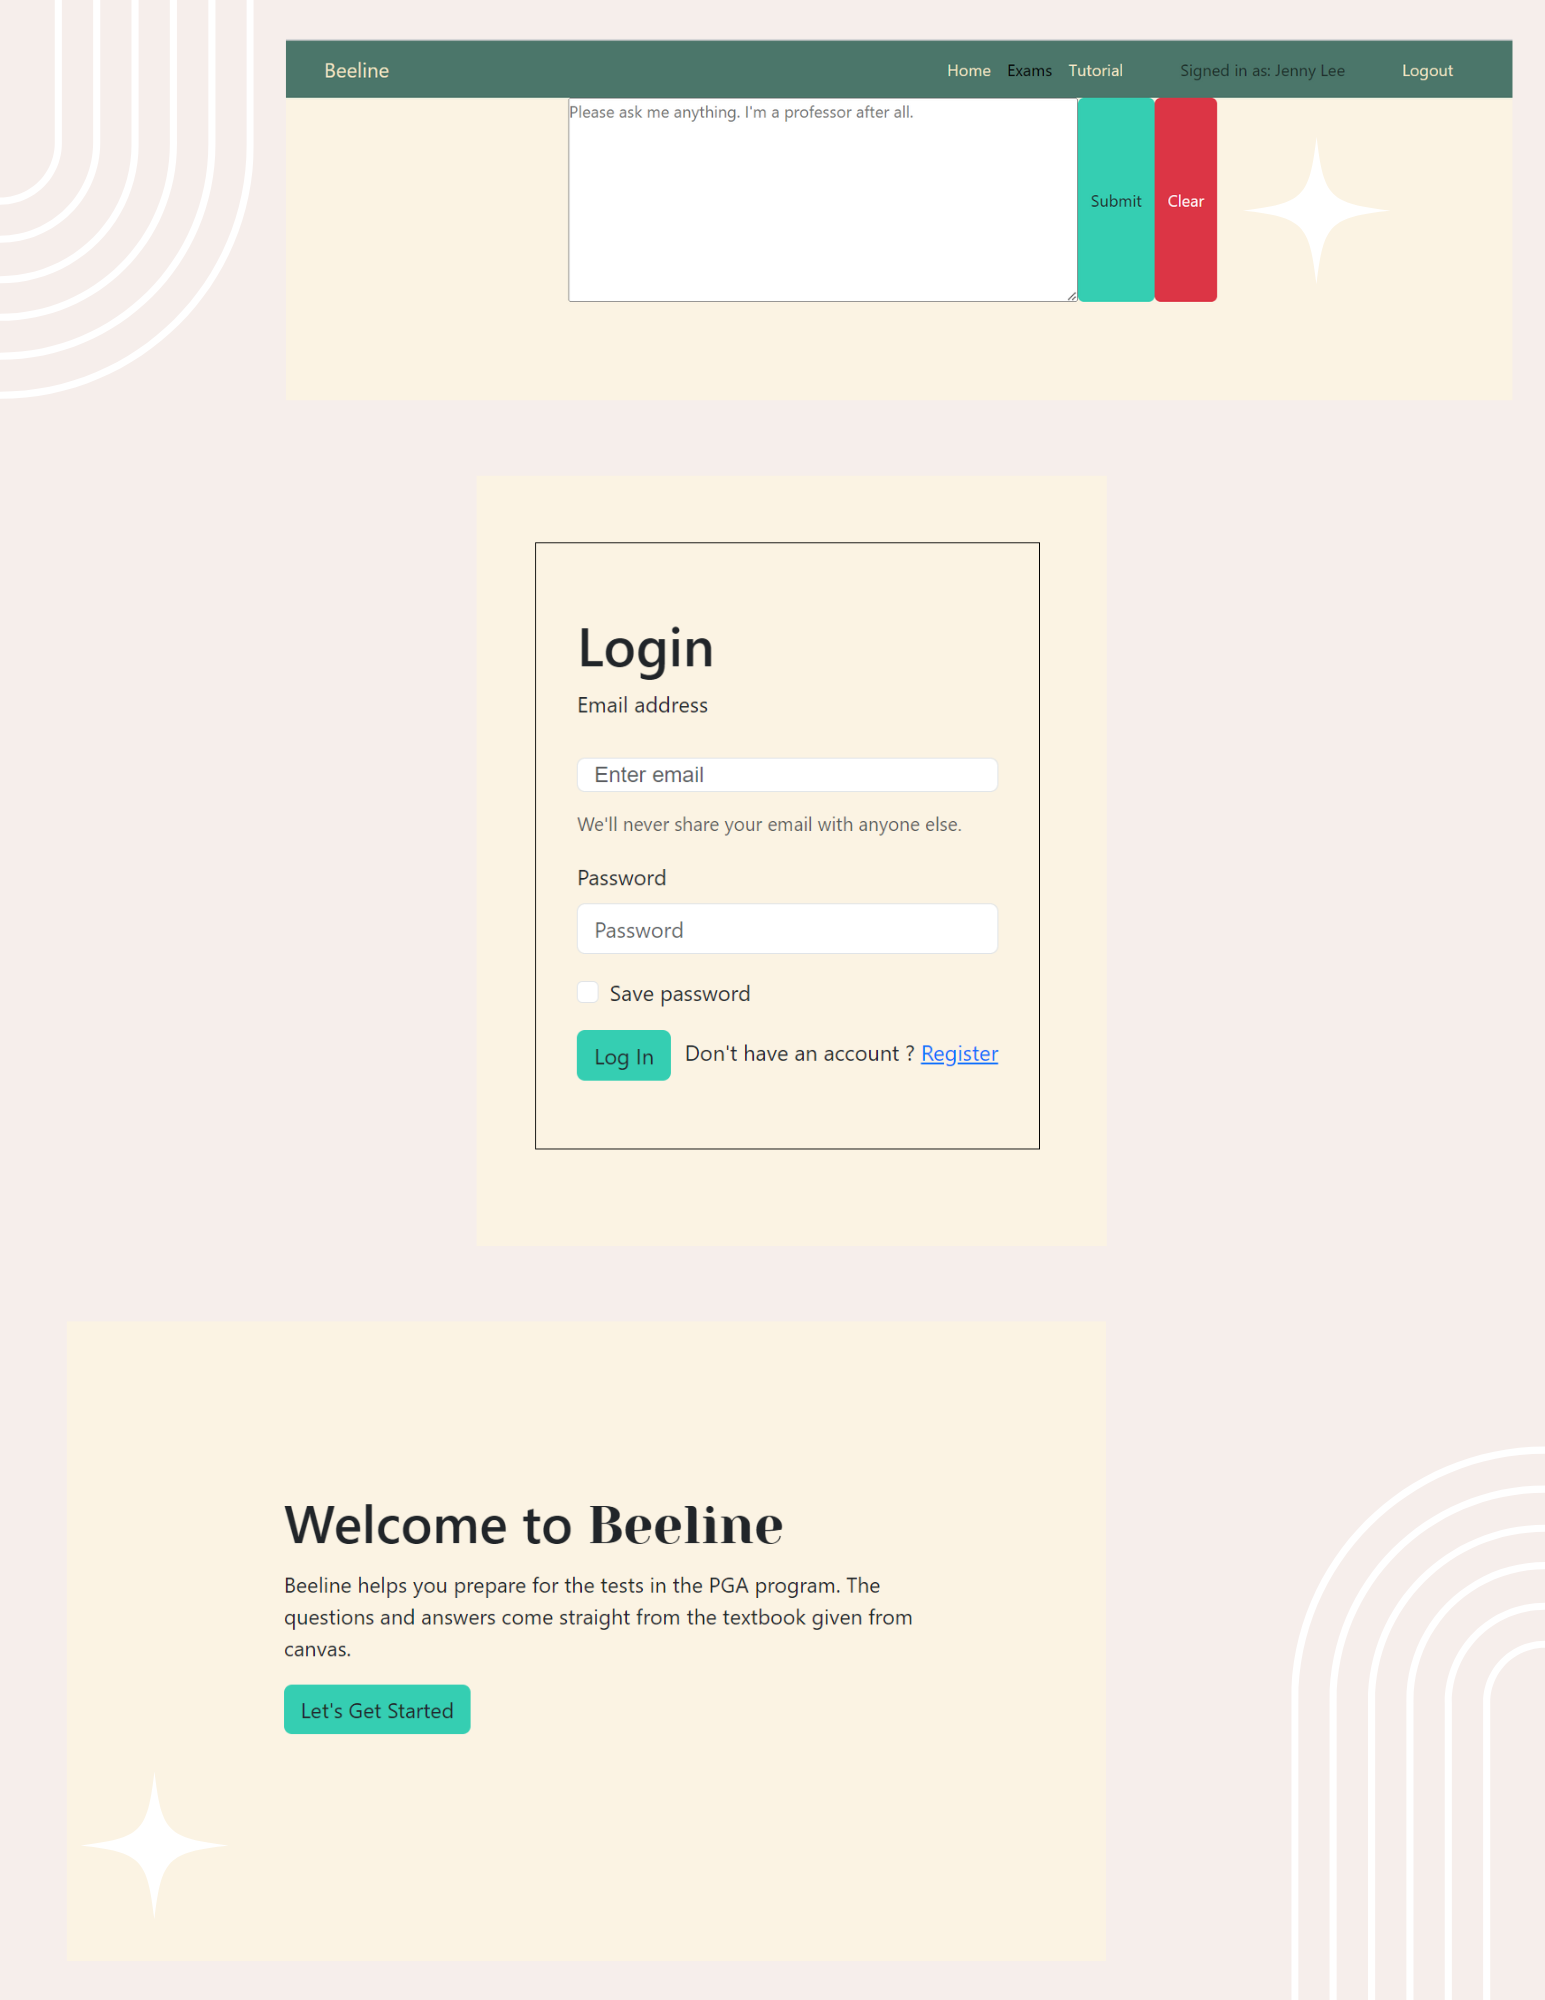 Beeline Home Exams Tutorial Signed in as: Jenny Lee Logout
Please ask me anything. I'm a professor after all.
Submit Clear
Login
Email address
Enter email
We'll never share your email with anyone else.
Password
Password
Save password
Log In Don't have an account ? Register
Welcome to Beeline
Beeline helps you prepare for the tests in the PGA program. The
questions and answers come straight from the textbook given from
canvas.
Let's Get Started